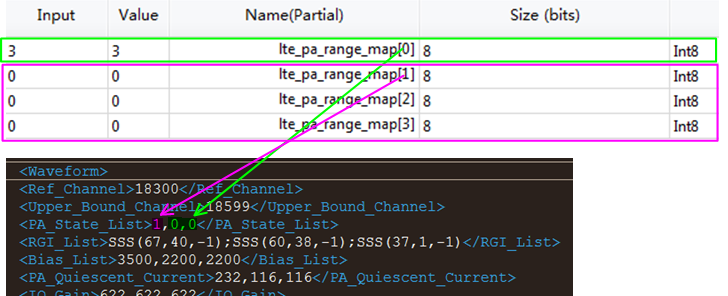 Input Value Name(Partial) Size (bits)
3 3 lte_pa_range_map[0] 8 Int8
0 0 lte_pa_range_map[1] 8 Int8
0 0 lte_pa_range_map[2] 8 Int8
0 0 lte_pa_range_map[3] 8 Int8
<Waveform>
<Ref_Channel>18300</Ref_Channel>
<Upper_Bound_Channel>18599</Upper_Bound_Channel>
<PA_State_List>1,0,0</PA_State_List>
<RGI_List>SSS(67,40,-1);SSS(60,38,-1);SSS(37,1,-1)</RGI_List>
<Bias_List>3500,2200,2200</Bias_List>
<PA_Quiescent_Current>232,116,116</PA_Quiescent_Current>
<IQ_Gain>622,622,622</IQ_Gain>